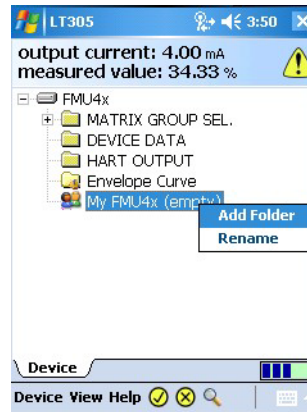 LT305 3:50
output current: 4.00 mA
measured value: 34.33 %
FMU4x
MATRIX GROUP SEL.
DEVICE DATA
HART OUTPUT
Envelope Curve
My FMU4x (empty)
Add Folder
Rename
Device
Device View Help